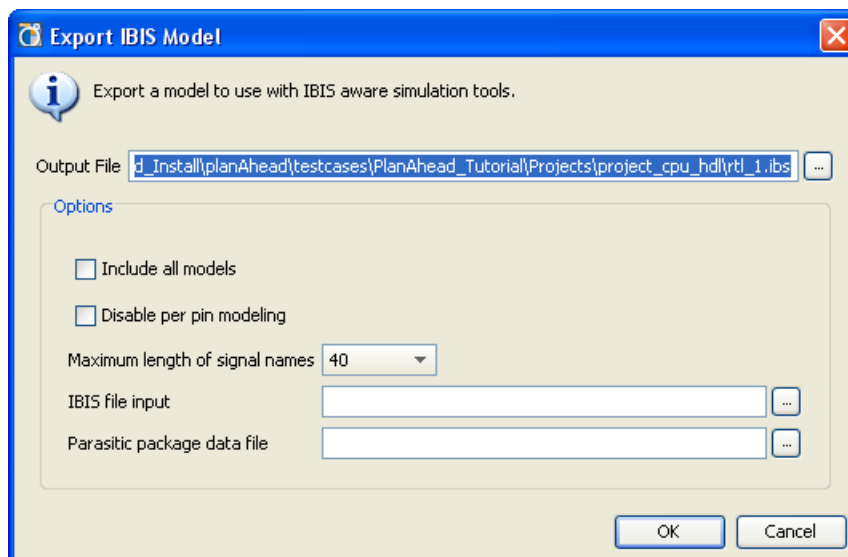 Export IBIS Model
Export a model to use with IBIS aware simulation tools.
Output File d_Install\planAhead\testcases\PlanAhead_Tutorial\Projects\project_cpu_hdl\rtl_1.ibs ...
Options
Include all models
Disable per pin modeling
Maximum length of signal names 40
IBIS file input ...
Parasitic package data file ...
OK Cancel